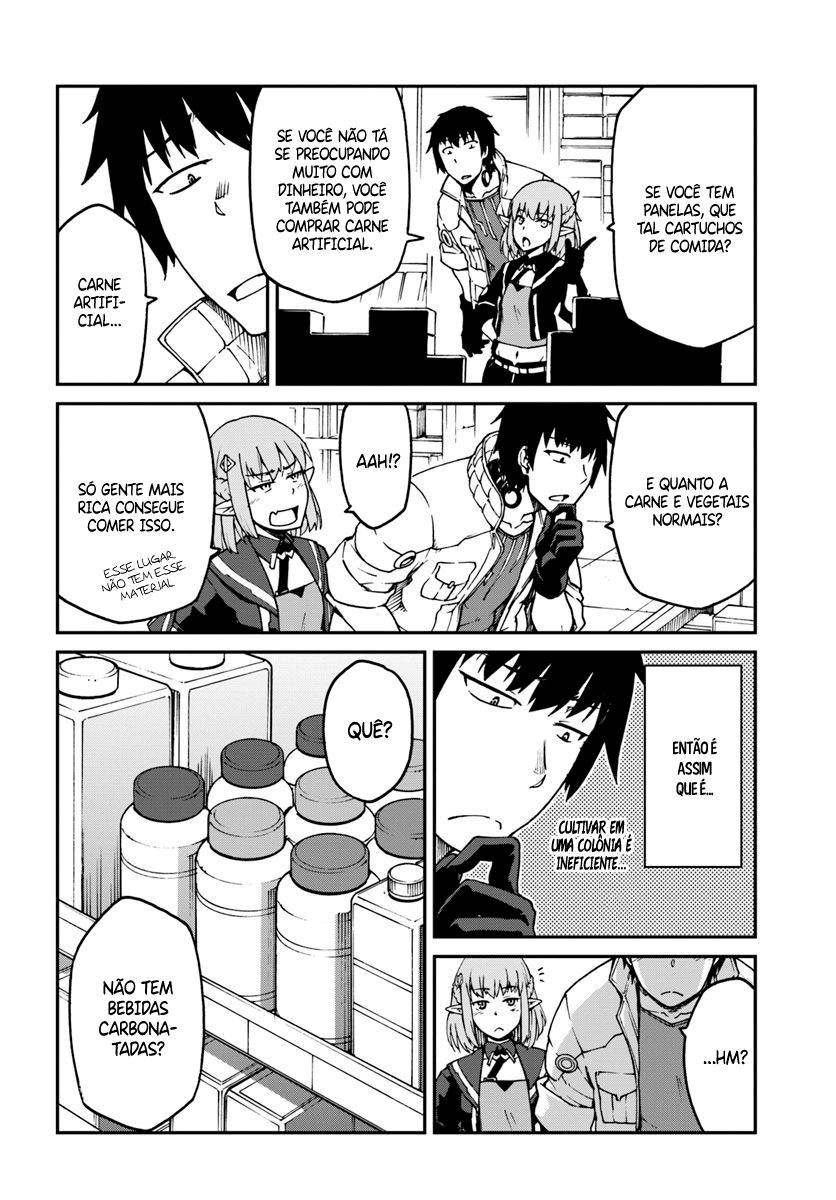 SE VOCÊ TEM
PANELAS, QUE
TAL CARTUCHOS
DE COMIDA?
SE VOCÊ NÃO TÁ
SE PREOCUPANDO
MUITO COM
DINHEIRO, VOCÊ
TAMBÉM PODE
COMPRAR CARNE
ARTIFICIAL.
CARNE
ARTIFI-
CIAL...
E QUANTO A
CARNE E VEGETAIS
NORMAIS?
AAH!?
SÓ GENTE MAIS
RICA CONSEGUE
COMER ISSO.
ESSE LUGAR
NÃO TEM ESSE
MATERIAL
ENTÃO É
ASSIM
QUE É...
CULTIVAR EM
UMA COLÔNIA É
INEFICIENTE...
...HM?
QUÊ?
NÃO TEM
BEBIDAS
CARBONA-
TADAS?